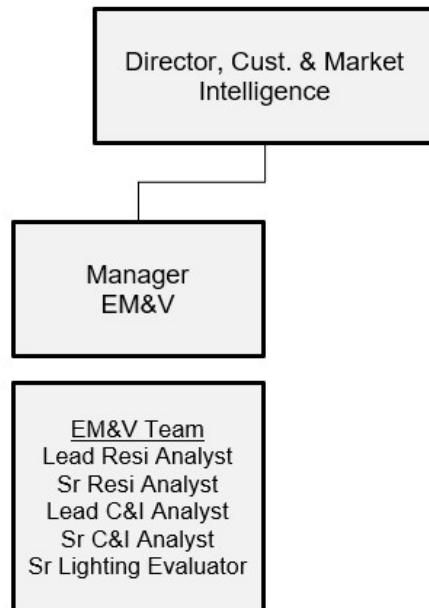 Director, Cust. & Market
Intelligence
Manager
EM&V
EM&V Team
Lead Resi Analyst
Sr Resi Analyst
Lead C&I Analyst
Sr C&I Analyst
Sr Lighting Evaluator